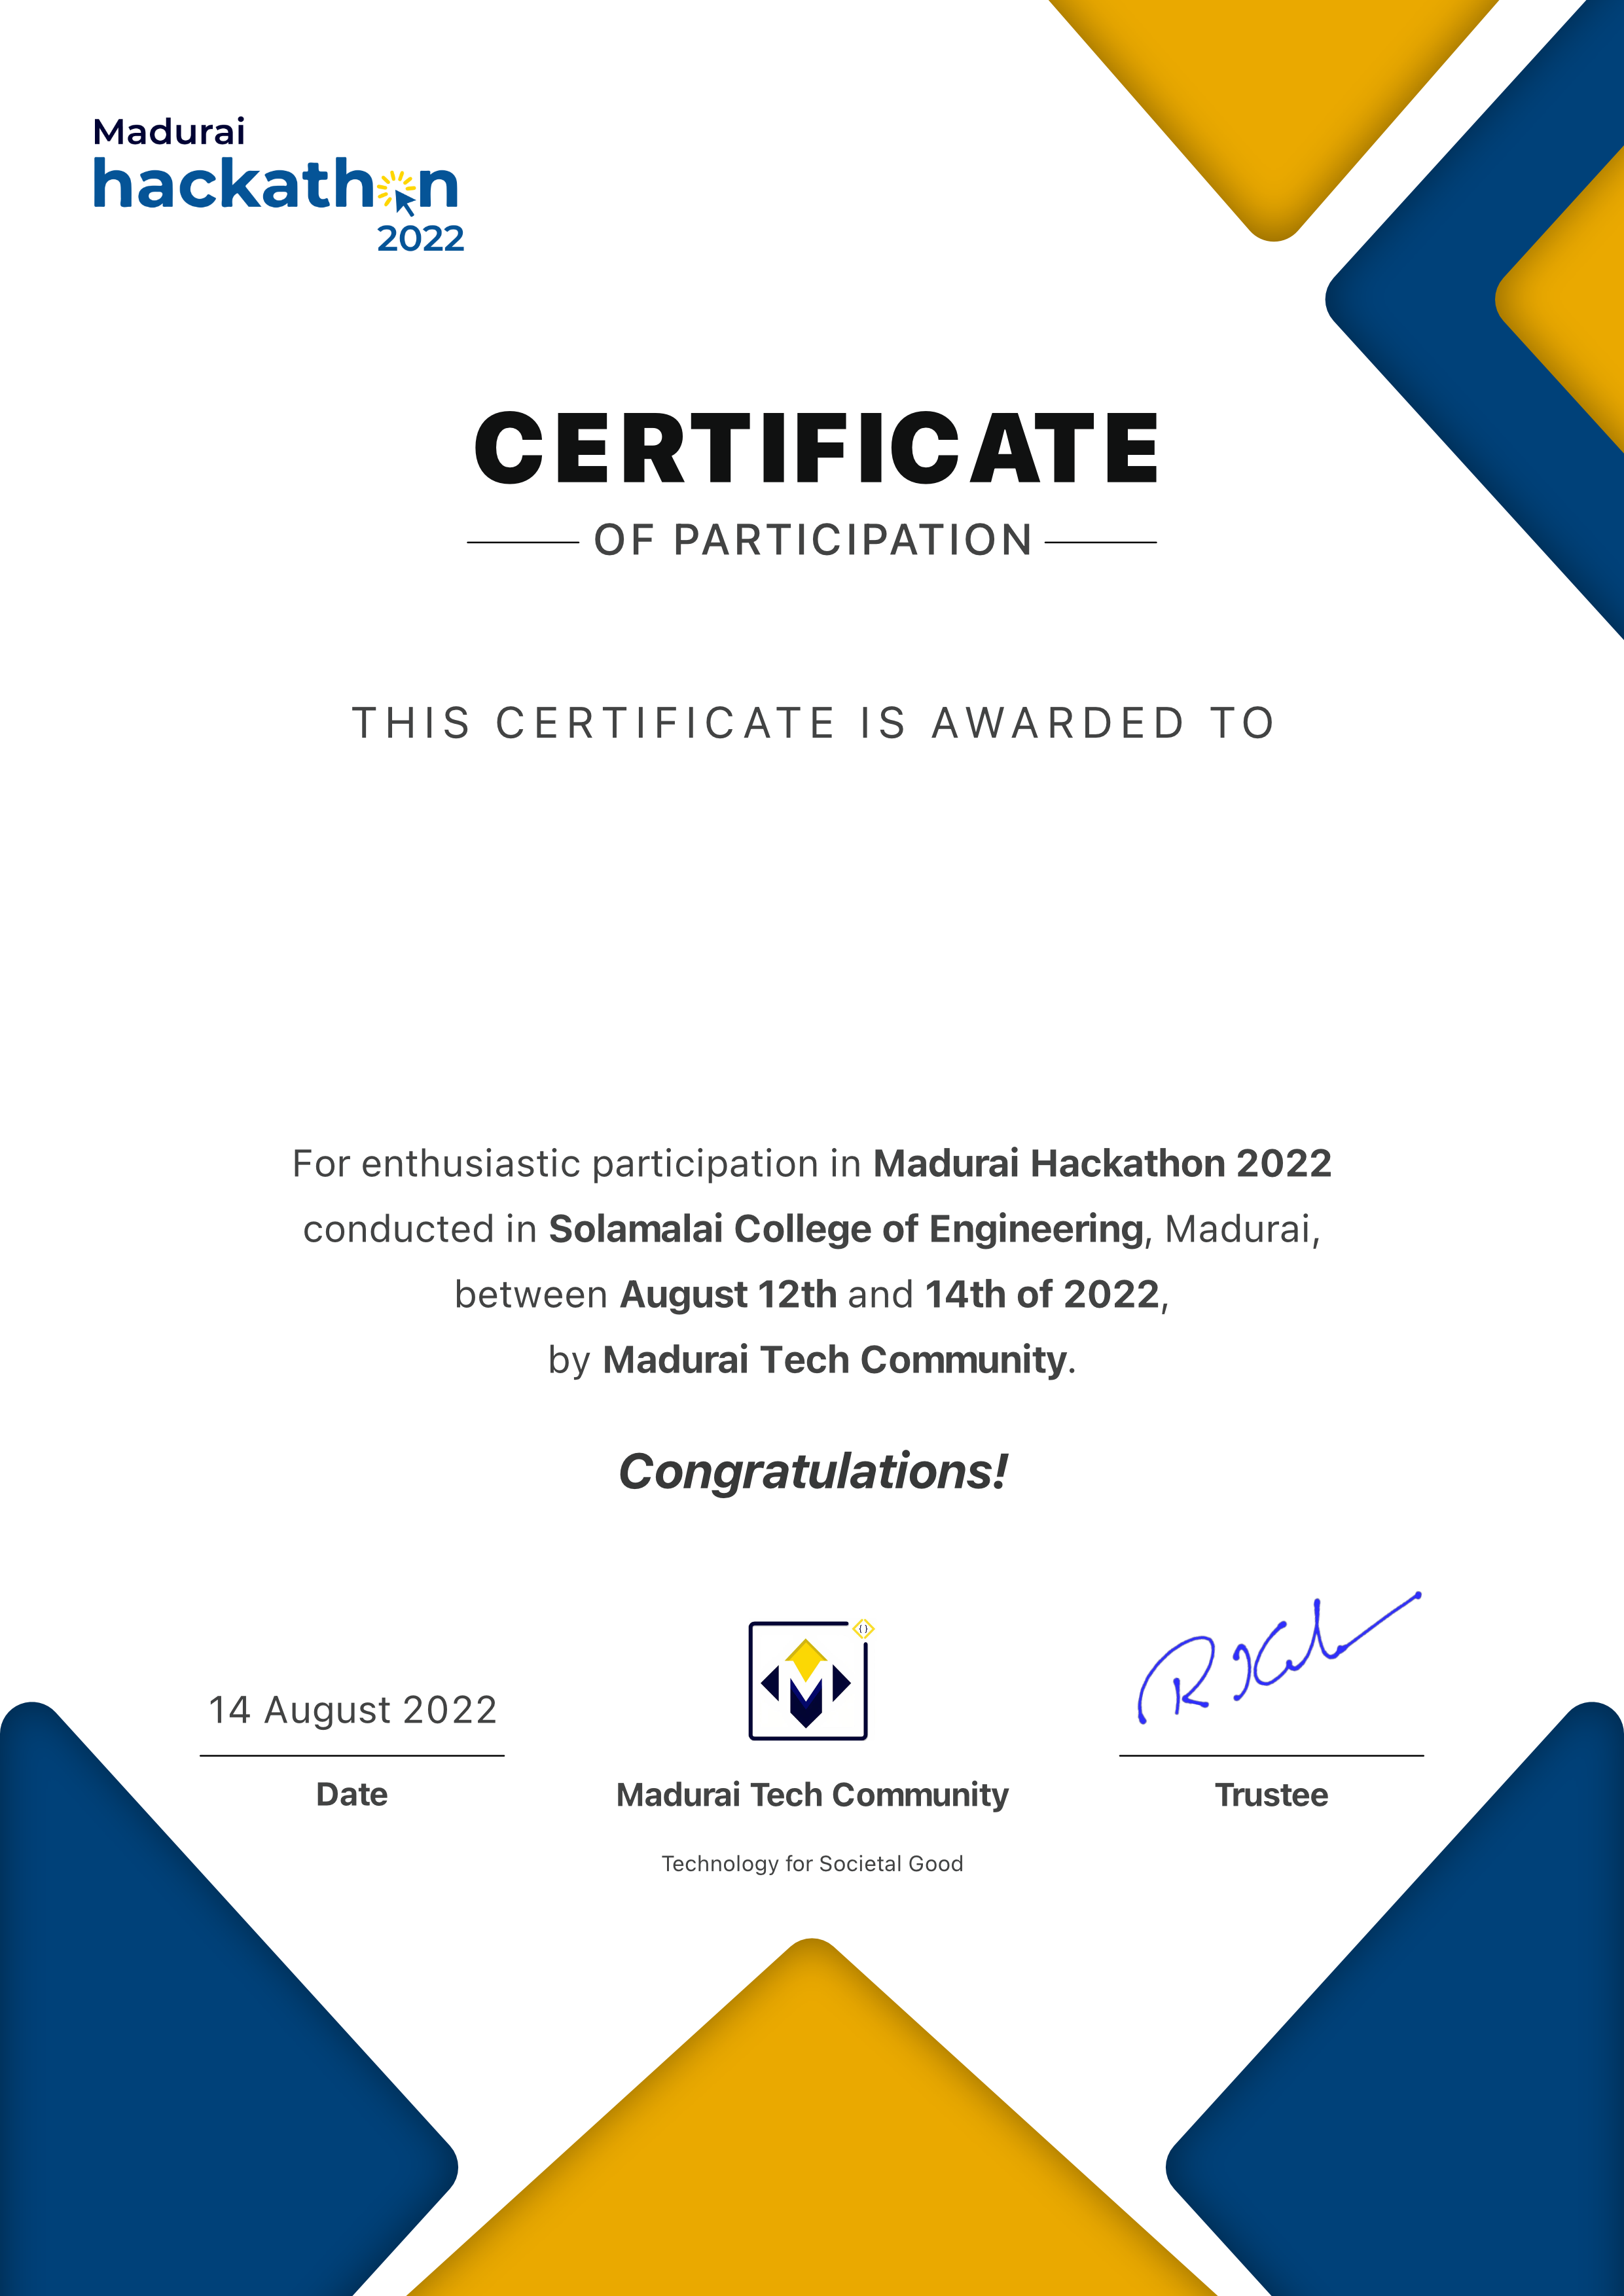 Madurai
hackathon
2022
CERTIFICATE
OF PARTICIPATION
THIS CERTIFICATE IS AWARDED TO
For enthusiastic participation in Madurai Hackathon 2022
conducted in Solamalai College of Engineering, Madurai,
between August 12th and 14th of 2022,
by Madurai Tech Community.
Congratulations!
14 August 2022
Date
Madurai Tech Community
Trustee
Technology for Societal Good